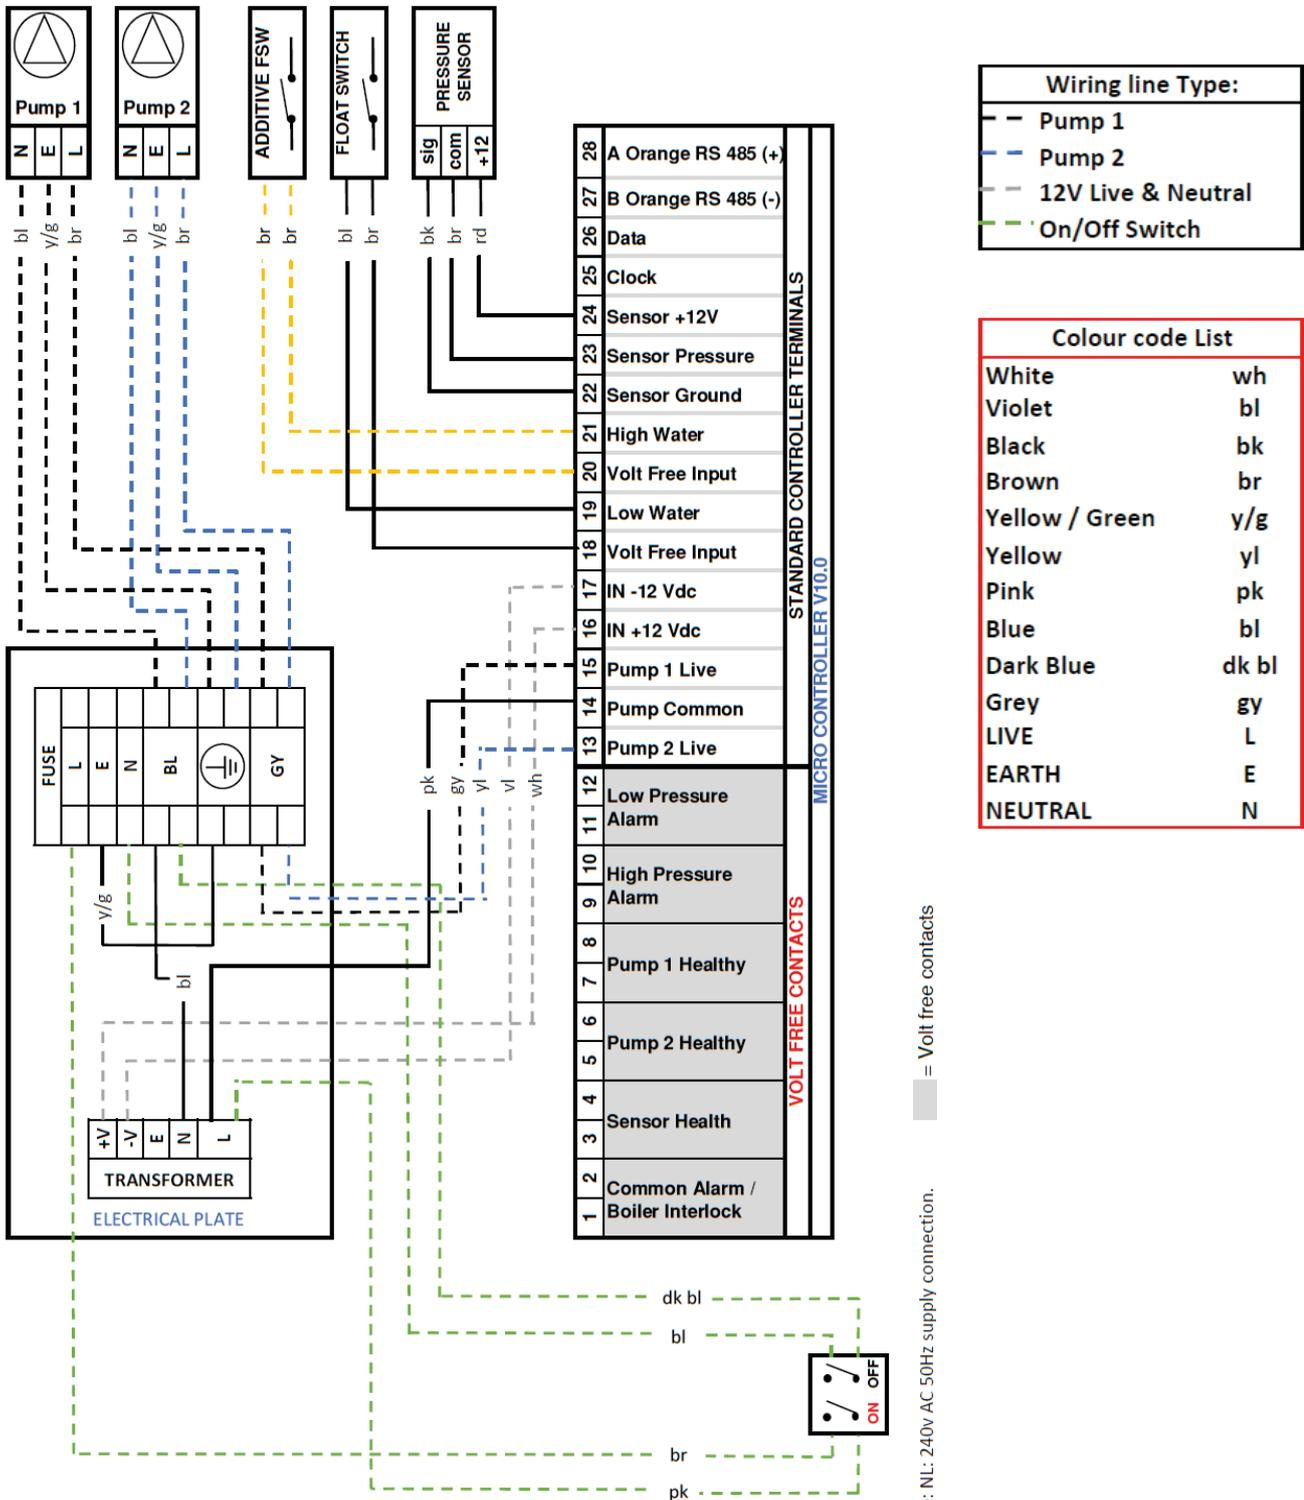 Pump 1
N E L
Pump 2
N E L
ADDITIVE FSW
FLOAT SWITCH
PRESSURE
SENSOR
sig com +12
bl y/g br
bl y/g br
br br
bl br
bk br rd
Wiring line Type:
Pump 1
Pump 2
12V Live & Neutral
On/Off Switch
Colour code List
White wh
Violet bl
Black bk
Brown br
Yellow / Green y/g
Yellow yl
Pink pk
Blue bl
Dark Blue dk bl
Grey gy
LIVE L
EARTH E
NEUTRAL N
28 A Orange RS 485 (+)
27 B Orange RS 485 (-)
26 Data
25 Clock
24 Sensor +12V
23 Sensor Pressure
22 Sensor Ground
21 High Water
20 Volt Free Input
19 Low Water
18 Volt Free Input
17 IN -12 Vdc
16 IN +12 Vdc
15 Pump 1 Live
14 Pump Common
13 Pump 2 Live
12 Low Pressure
11 Alarm
10 High Pressure
9 Alarm
8
Pump 1 Healthy
7
6
Pump 2 Healthy
5
4
Sensor Health
3
2 Common Alarm /
1 Boiler Interlock
STANDARD CONTROLLER TERMINALS
VOLT FREE CONTACTS
MICRO CONTROLLER V10.0
FUSE L E N BL GY
pk gy yl vl wh
y/g
bl
+V -V E N L
TRANSFORMER
ELECTRICAL PLATE
dk bl
bl
OFF
ON
br
pk
= Volt free contacts
: NL: 240v AC 50Hz supply connection.